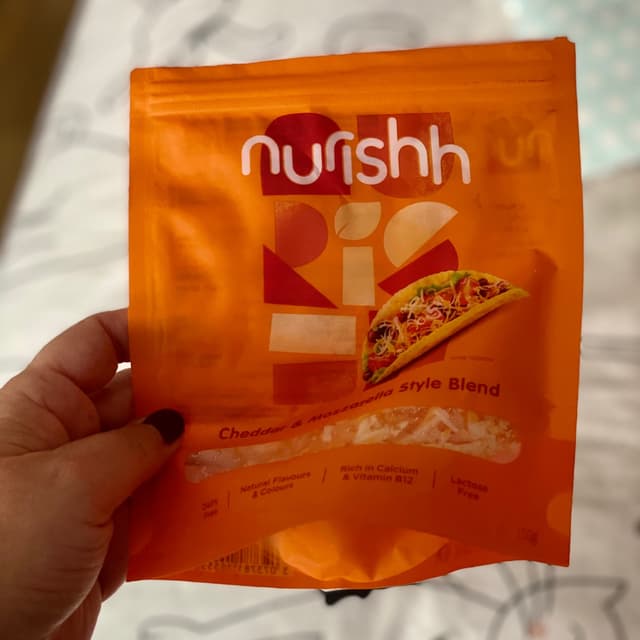 nurishh
Cheddar & Mozzarella Style Blend
Natural Flavours
& Colours
Rich in Calcium
& Vitamin B12
Lactose
Free